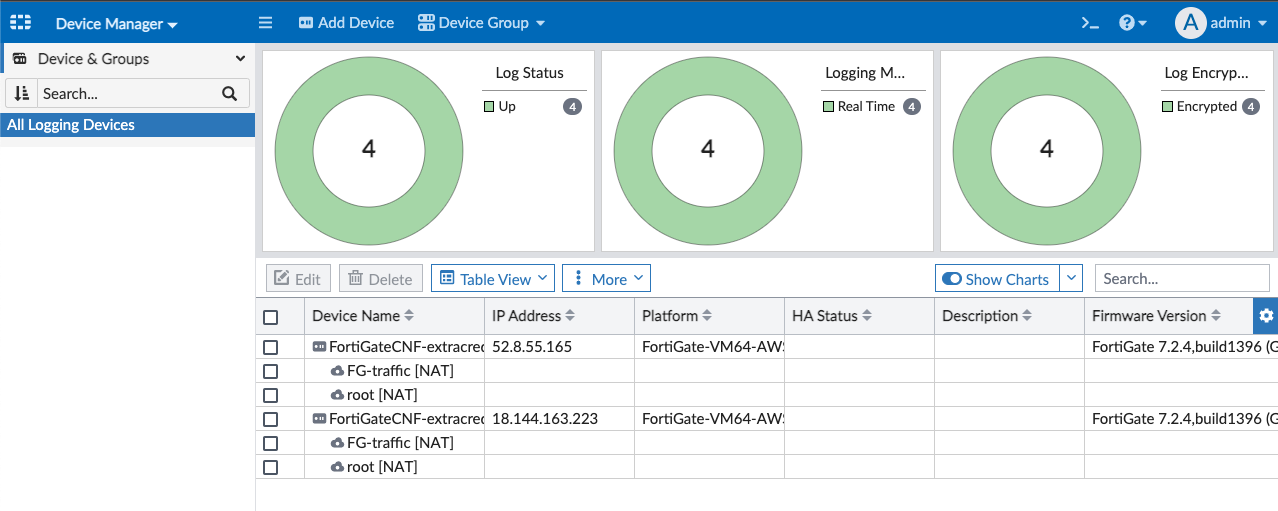 Device Manager Add Device Device Group >_ ? A admin
Device & Groups
Search...
All Logging Devices
4
Log Status
Up 4
4
Logging M...
Real Time 4
4
Log Encryp...
Encrypted 4
Edit Delete Table View More Show Charts Search...
Device Name IP Address Platform HA Status Description Firmware Version
FortiGateCNF-extracred 52.8.55.165 FortiGate-VM64-AWS FortiGate 7.2.4,build1396 (G
FG-traffic [NAT]
root [NAT]
FortiGateCNF-extracred 18.144.163.223 FortiGate-VM64-AWS FortiGate 7.2.4,build1396 (G
FG-traffic [NAT]
root [NAT]